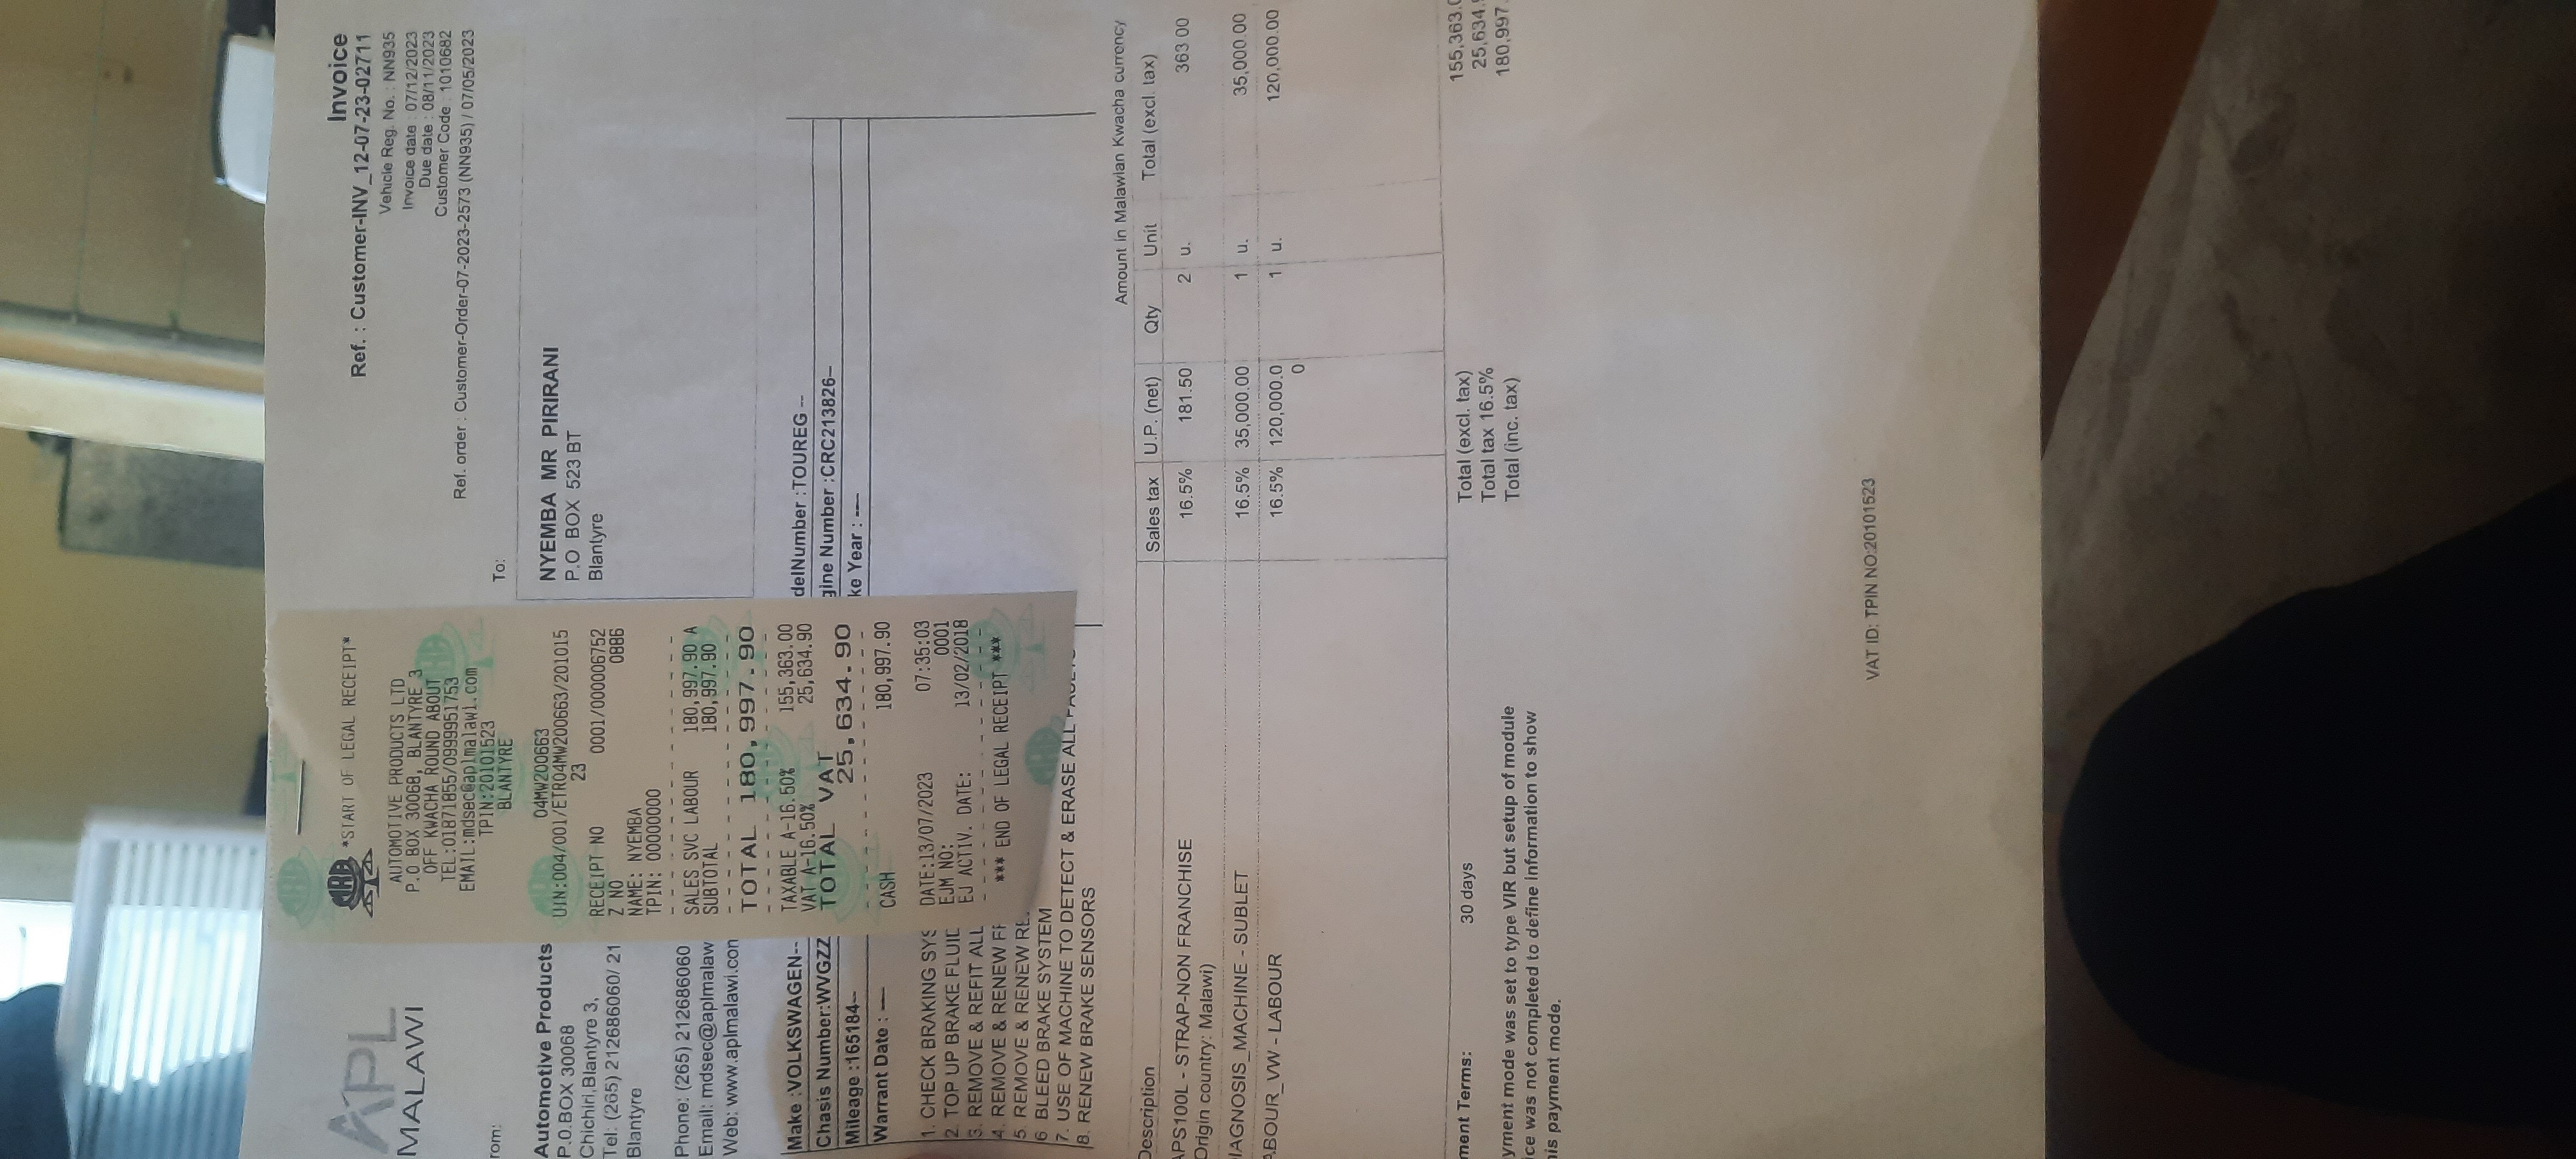 APL
MALAWI
Invoice
Ref. : Customer-INV_12-07-23-02711
Vehicle Reg. No. : NN935
Invoice date : 07/12/2023
Due date : 08/11/2023
Customer Code : 1010682
Ref. order : Customer-Order-07-2023-2573 (NN935) / 07/05/2023
MRA *START OF LEGAL RECEIPT*
AUTOMOTIVE PRODUCTS LTD
P.O BOX 30068, BLANTYRE 3
OFF KWACHA ROUND ABOUT
TEL:01871855/0999951753
EMAIL:mdsec@aplmalawi.com
TPIN:20101523
BLANTYRE
04MW200663
UIN:004/001/ETR04MW200663/201015
23
RECEIPT NO 0001/000006752
Z NO 0886
NAME: NYEMBA
TPIN: 00000000
SALES SVC LABOUR 180,997.90 A
SUBTOTAL 180,997.90
TOTAL 180,997.90
TAXABLE A-16.50% 155,363.00
VAT A-16.50% 25,634.90
TOTAL VAT
25,634.90
CASH 180,997.90
DATE:13/07/2023 07:35:03
EJM NO: 0001
EJ ACTIV. DATE: 13/02/2018
*** END OF LEGAL RECEIPT ***
rom:
Automotive Products
P.O.BOX 30068
Chichiri,Blantyre 3,
Tel: (265) 212686060/ 21
Blantyre
Phone: (265) 212686060
Email: mdsec@aplmalaw
Web: www.aplmalawi.con
To:
NYEMBA MR PIRIRANI
P.O BOX 523 BT
Blantyre
Make :VOLKSWAGEN-- delNumber :TOUREG --
Chasis Number:WVGZZ gine Number :CRC213826--
Mileage :165184-- ke Year : ----
Warrant Date : ----
1. CHECK BRAKING SYS
2. TOP UP BRAKE FLUID
3. REMOVE & REFIT ALL
4. REMOVE & RENEW FR
5. REMOVE & RENEW RE
6 BLEED BRAKE SYSTEM
7. USE OF MACHINE TO DETECT & ERASE ALL FAULTS
8. RENEW BRAKE SENSORS
Amount in Malawian Kwacha currency
Description Sales tax U.P. (net) Qty Unit Total (excl. tax)
APS100L - STRAP-NON FRANCHISE 16.5% 181.50 2 u. 363.00
Origin country: Malawi)
IAGNOSIS_MACHINE - SUBLET 16.5% 35,000.00 1 u. 35,000.00
ABOUR_VW - LABOUR 16.5% 120,000.0 1 u. 120,000.00
0
ment Terms: 30 days
yment mode was set to type VIR but setup of module
ice was not completed to define information to show
his payment mode.
Total (excl. tax) 155,363.0
Total tax 16.5% 25,634.9
Total (inc. tax) 180,997.
VAT ID: TPIN NO:20101523